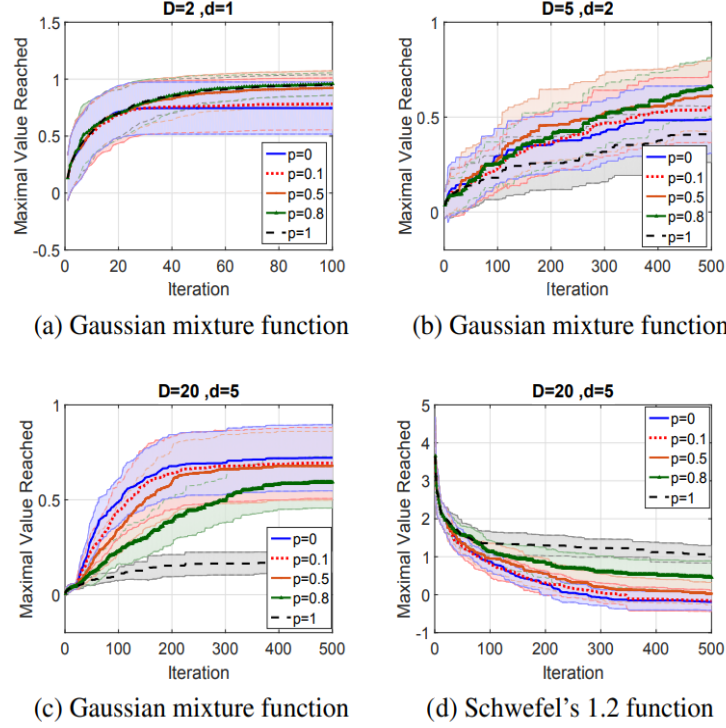 D=2 ,d=1
Maximal Value Reached
1.5
1
0.5
0
-0.5
0 20 40 60 80 100
Iteration
p=0
p=0.1
p=0.5
p=0.8
p=1
(a) Gaussian mixture function
D=5 ,d=2
Maximal Value Reached
1
0.5
0
0 100 200 300 400 500
Iteration
p=0
p=0.1
p=0.5
p=0.8
p=1
(b) Gaussian mixture function
D=20 ,d=5
Maximal Value Reached
1
0.5
0
0 100 200 300 400 500
Iteration
p=0
p=0.1
p=0.5
p=0.8
p=1
(c) Gaussian mixture function
D=20 ,d=5
Maximal Value Reached
5
4
3
2
1
0
-1
0 100 200 300 400 500
Iteration
p=0
p=0.1
p=0.5
p=0.8
p=1
(d) Schwefel's 1.2 function